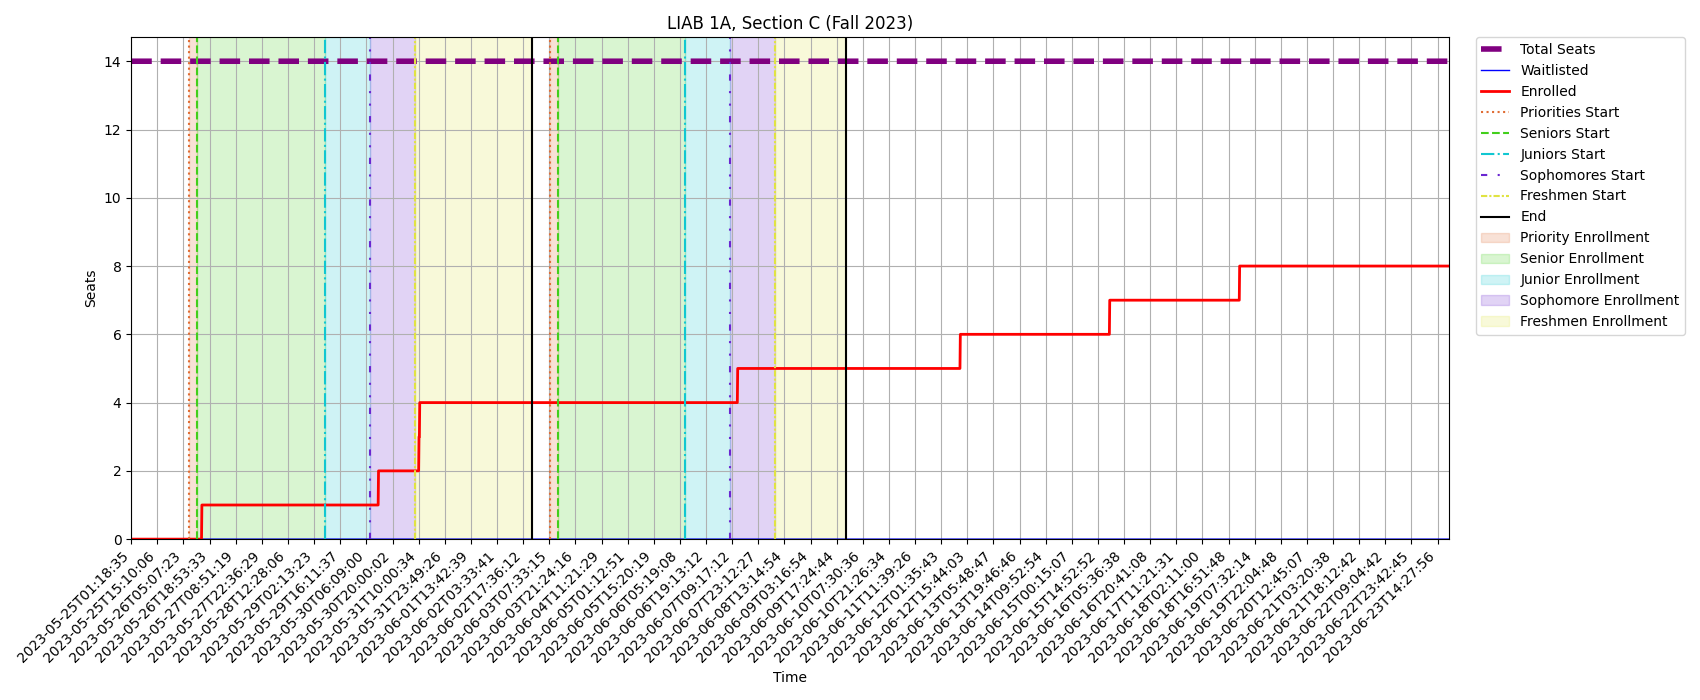 LIAB 1A, Section C (Fall 2023)
Seats
14
12
10
8
6
4
2
0
2023-05-25T01:18:35
2023-05-25T15:10:06
2023-05-26T05:07:23
2023-05-26T18:53:33
2023-05-27T08:51:19
2023-05-27T22:36:29
2023-05-28T12:28:06
2023-05-29T02:13:23
2023-05-29T16:11:37
2023-05-30T06:09:00
2023-05-30T20:00:02
2023-05-31T10:00:34
2023-05-31T23:49:26
2023-06-01T13:42:39
2023-06-02T03:33:41
2023-06-02T17:36:12
2023-06-03T07:33:15
2023-06-03T21:24:16
2023-06-04T11:21:29
2023-06-05T01:12:51
2023-06-05T15:20:19
2023-06-06T05:19:08
2023-06-06T19:13:12
2023-06-07T09:17:12
2023-06-07T23:12:27
2023-06-08T13:14:54
2023-06-09T03:16:54
2023-06-09T17:24:44
2023-06-10T07:30:36
2023-06-10T21:26:34
2023-06-11T11:39:26
2023-06-12T01:35:43
2023-06-12T15:44:03
2023-06-13T05:48:47
2023-06-13T19:46:46
2023-06-14T09:52:54
2023-06-15T00:15:07
2023-06-15T14:52:52
2023-06-16T05:36:38
2023-06-16T20:41:08
2023-06-17T11:21:31
2023-06-18T02:11:00
2023-06-18T16:51:48
2023-06-19T07:32:14
2023-06-19T22:04:48
2023-06-20T12:45:07
2023-06-21T03:20:38
2023-06-21T18:12:42
2023-06-22T09:04:42
2023-06-22T23:42:45
2023-06-23T14:27:56
Time
Total Seats
Waitlisted
Enrolled
Priorities Start
Seniors Start
Juniors Start
Sophomores Start
Freshmen Start
End
Priority Enrollment
Senior Enrollment
Junior Enrollment
Sophomore Enrollment
Freshmen Enrollment